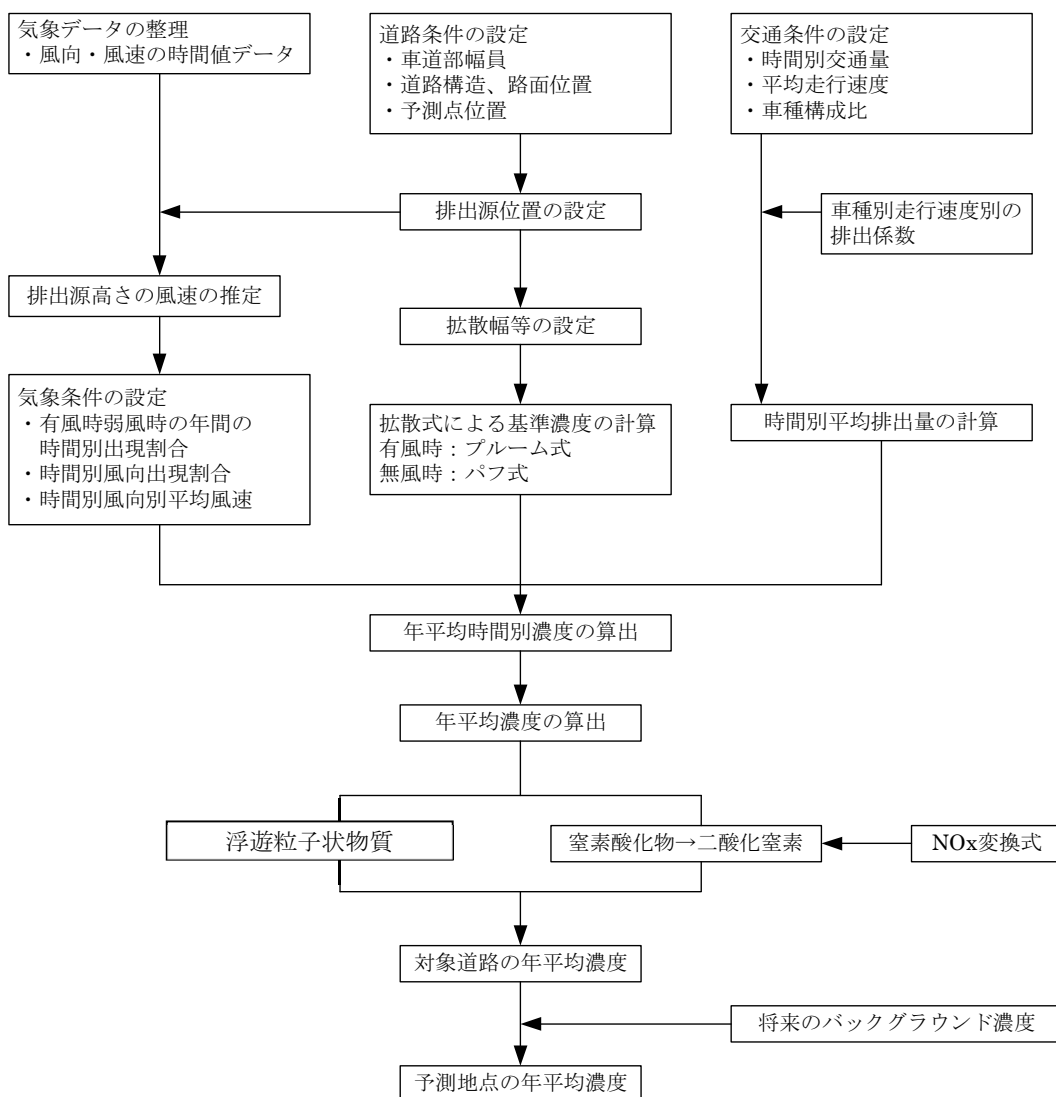 気象データの整理
・風向・風速の時間値データ
道路条件の設定
・車道部幅員
・道路構造、路面位置
・予測点位置
交通条件の設定
・時間別交通量
・平均走行速度
・車種構成比
排出源位置の設定
車種別走行速度別の
排出係数
排出源高さの風速の推定
拡散幅等の設定
気象条件の設定
・有風時弱風時の年間の
時間別出現割合
・時間別風向出現割合
・時間別風向別平均風速
拡散式による基準濃度の計算
有風時：プルーム式
無風時：パフ式
時間別平均排出量の計算
年平均時間別濃度の算出
年平均濃度の算出
浮遊粒子状物質
窒素酸化物→二酸化窒素
NOx変換式
対象道路の年平均濃度
将来のバックグラウンド濃度
予測地点の年平均濃度